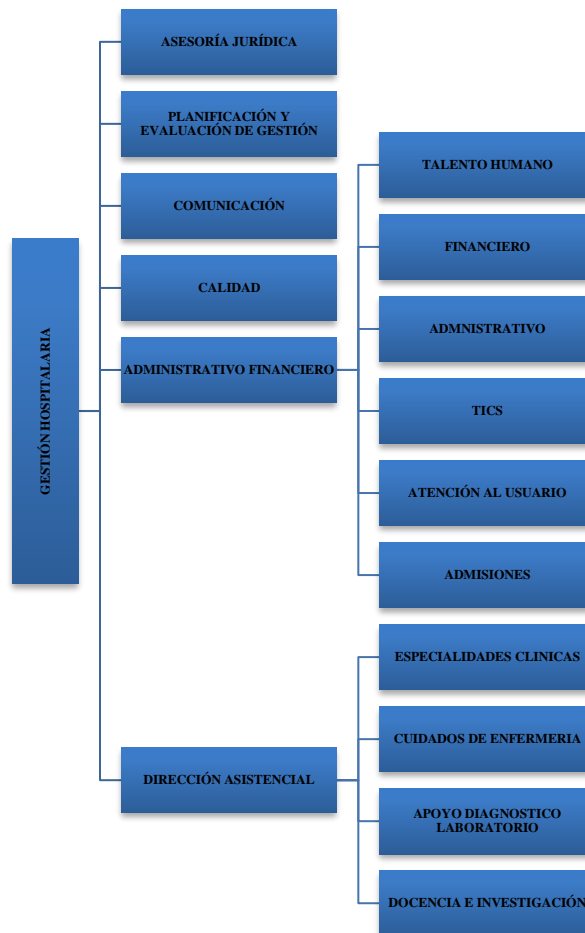 GESTIÓN HOSPITALARIA
ASESORÍA JURÍDICA
PLANIFICACIÓN Y
EVALUACIÓN DE GESTIÓN
COMUNICACIÓN
CALIDAD
ADMINISTRATIVO FINANCIERO
TALENTO HUMANO
FINANCIERO
ADMNISTRATIVO
TICS
ATENCIÓN AL USUARIO
ADMISIONES
DIRECCIÓN ASISTENCIAL
ESPECIALIDADES CLINICAS
CUIDADOS DE ENFERMERIA
APOYO DIAGNOSTICO
LABORATORIO
DOCENCIA E INVESTIGACIÓN